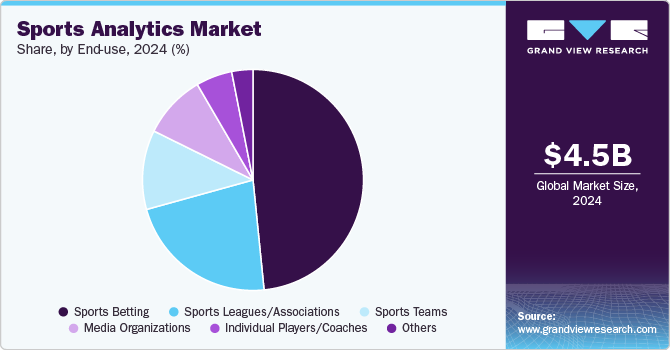 Sports Analytics Market
Share, by End-use, 2024 (%)
GRAND VIEW RESEARCH
$4.5B
Global Market Size,
2024
Sports Betting
Sports Leagues/Associations
Sports Teams
Media Organizations
Individual Players/Coaches
Others
Source:
www.grandviewresearch.com